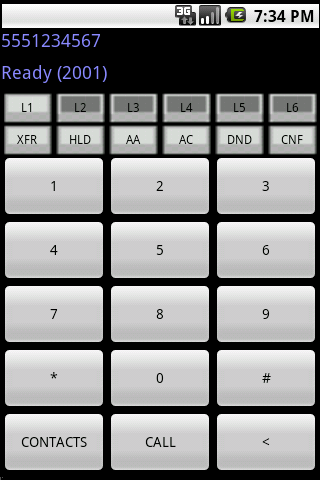 3G 7:34 PM
5551234567
Ready (2001)
L1 L2 L3 L4 L5 L6
XFR HLD AA AC DND CNF
1 2 3
4 5 6
7 8 9
* 0 #
CONTACTS CALL <